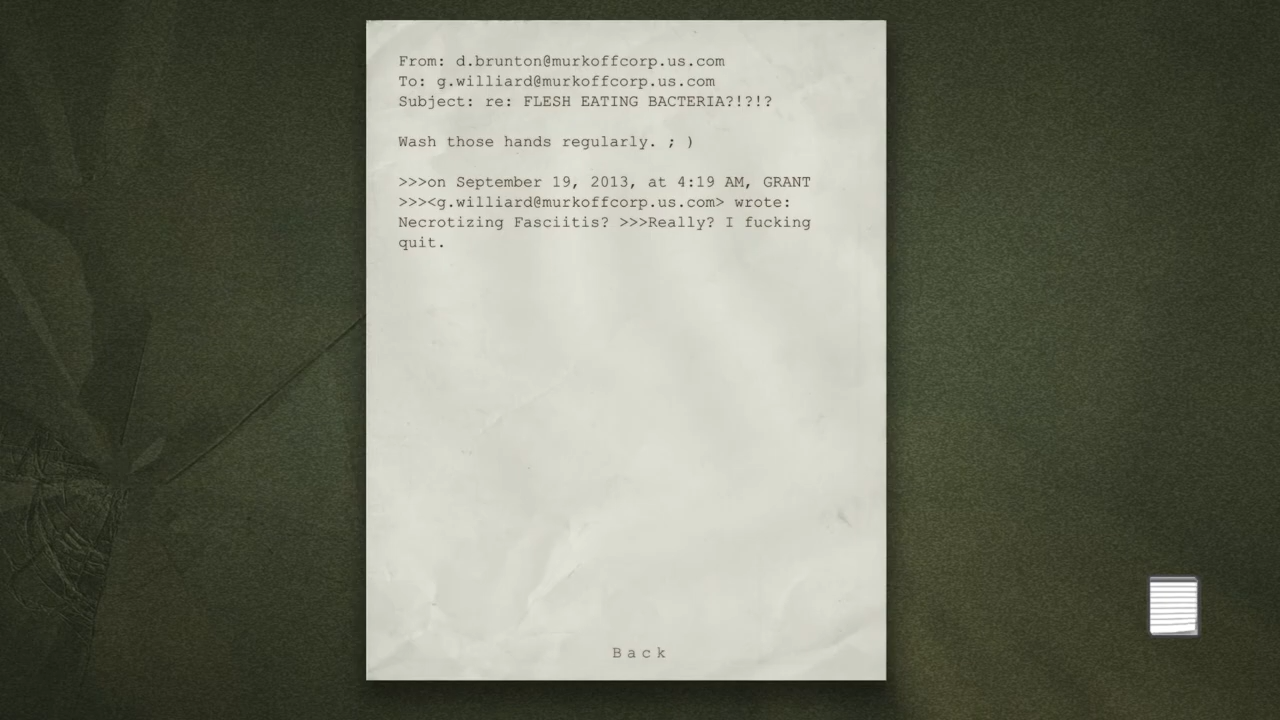 From: d.brunton@murkoffcorp.us.com
To: g.williard@murkoffcorp.us.com
Subject: re: FLESH EATING BACTERIA?!?!?
Wash those hands regularly. ; )
>>>on September 19, 2013, at 4:19 AM, GRANT
>>><g.williard@murkoffcorp.us.com> wrote:
Necrotizing Fasciitis? >>>Really? I fucking
quit.
Back